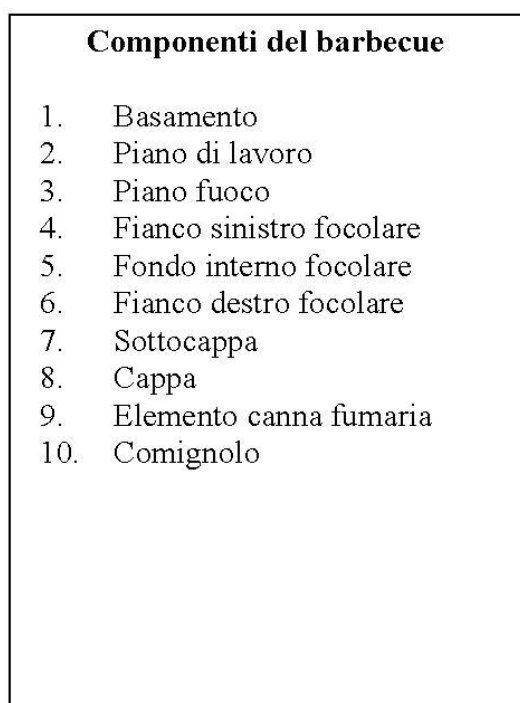 Componenti del barbecue
1. Basamento
2. Piano di lavoro
3. Piano fuoco
4. Fianco sinistro focolare
5. Fondo interno focolare
6. Fianco destro focolare
7. Sottocappa
8. Cappa
9. Elemento canna fumaria
10. Comignolo